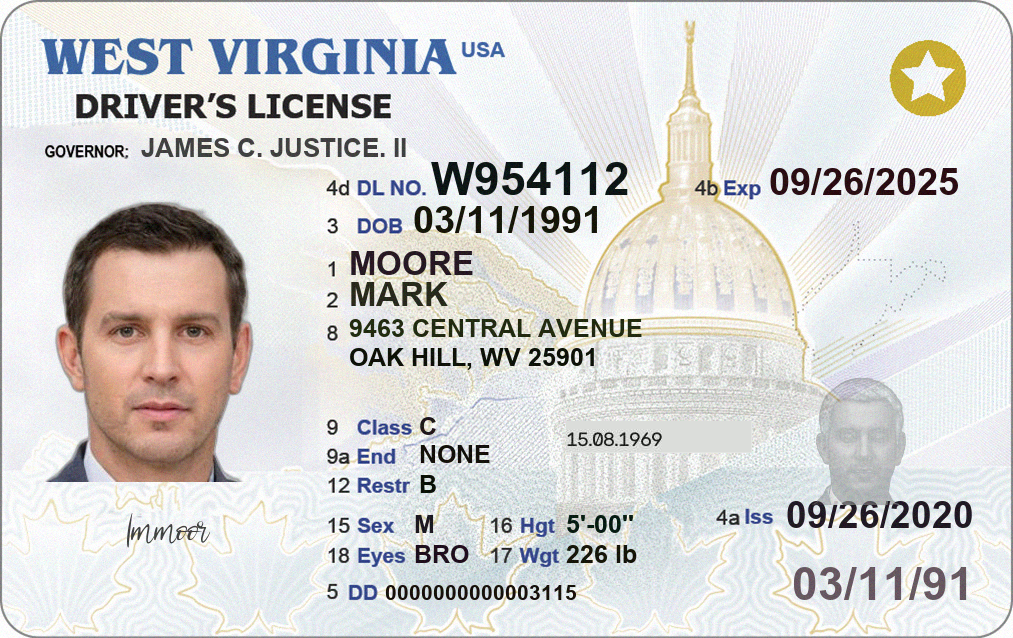 WEST VIRGINIA USA
DRIVER'S LICENSE
GOVERNOR: JAMES C. JUSTICE. II
4d DL NO. W954112 4b Exp 09/26/2025
3 DOB 03/11/1991
1 MOORE
2 MARK
8 9463 CENTRAL AVENUE
OAK HILL, WV 25901
9 Class C
15.08.1969
9a End NONE
12 Restr B
15 Sex M 16 Hgt 5'-00"
4a Iss 09/26/2020
18 Eyes BRO 17 Wgt 226 lb
5 DD 0000000000003115
03/11/91